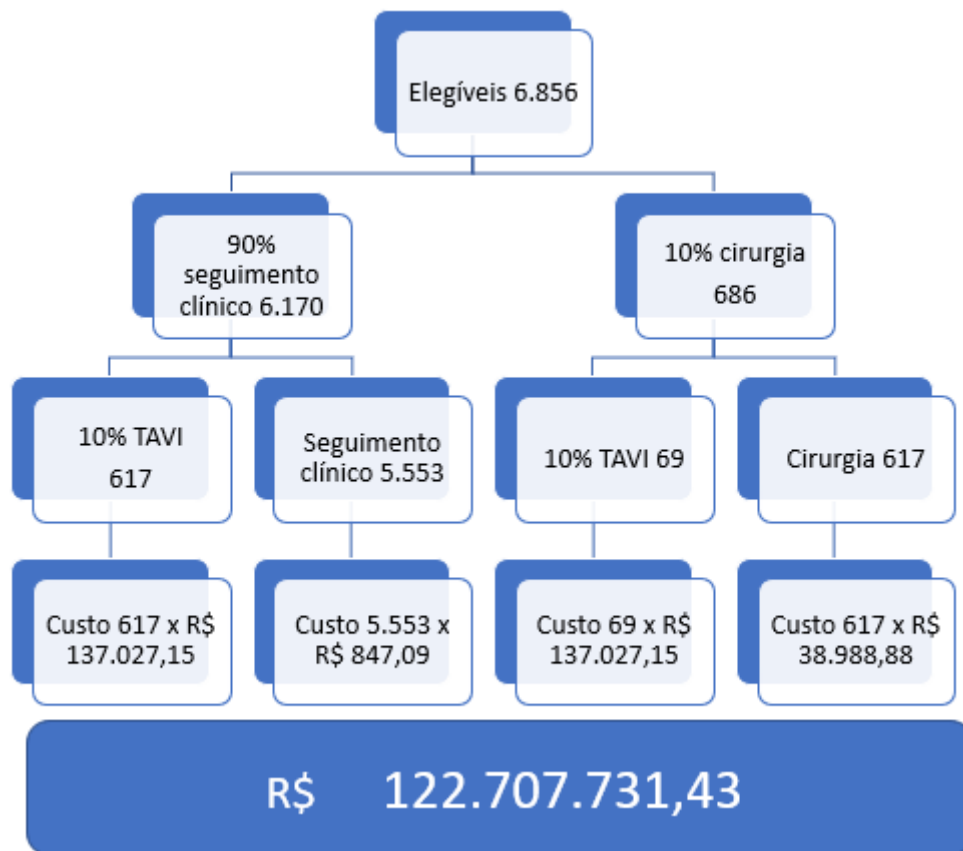 Elegíveis 6.856
90%
seguimento
clínico 6.170
10% cirurgia
686
10% TAVI
617
Seguimento
clínico 5.553
10% TAVI 69
Cirurgia 617
Custo 617 x R$
137.027,15
Custo 5.553 x
R$ 847,09
Custo 69 x R$
137.027,15
Custo 617 x R$
38.988,88
R$ 122.707.731,43